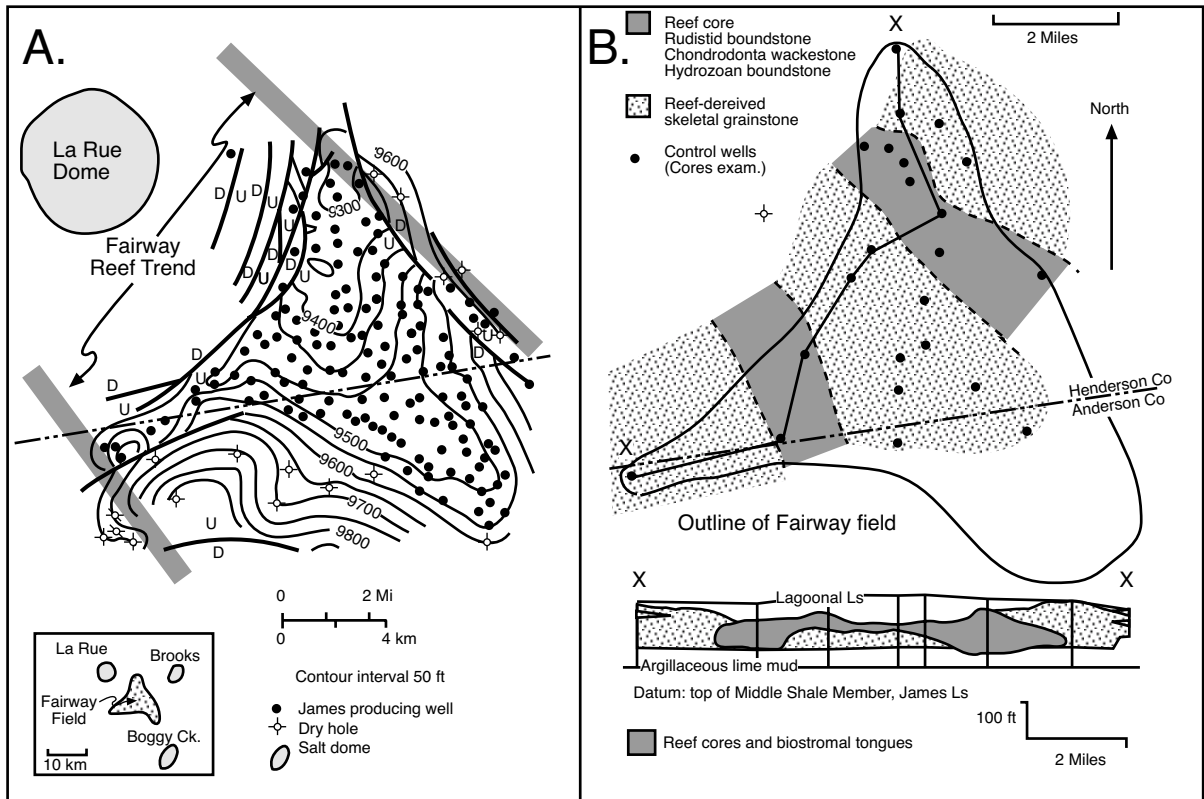 A.
La Rue
Dome
Fairway
Reef Trend
D
U
D
U
D
U
D
U
D
U
D
U
D
U
D
U
D
U
D
U
U
D
9600
9300
9400
9500
9600
9700
9800
0 2 Mi
0 4 km
Contour interval 50 ft
James producing well
Dry hole
Salt dome
La Rue
Brooks
Fairway
Field
Boggy Ck.
10 km
B.
Reef core
Rudistid boundstone
Chondrodonta wackestone
Hydrozoan boundstone
Reef-dereived
skeletal grainstone
Control wells
(Cores exam.)
X
2 Miles
North
Henderson Co
Anderson Co
X
Outline of Fairway field
X
X
Lagoonal Ls
Argillaceous lime mud
Datum: top of Middle Shale Member, James Ls
100 ft
2 Miles
Reef cores and biostromal tongues